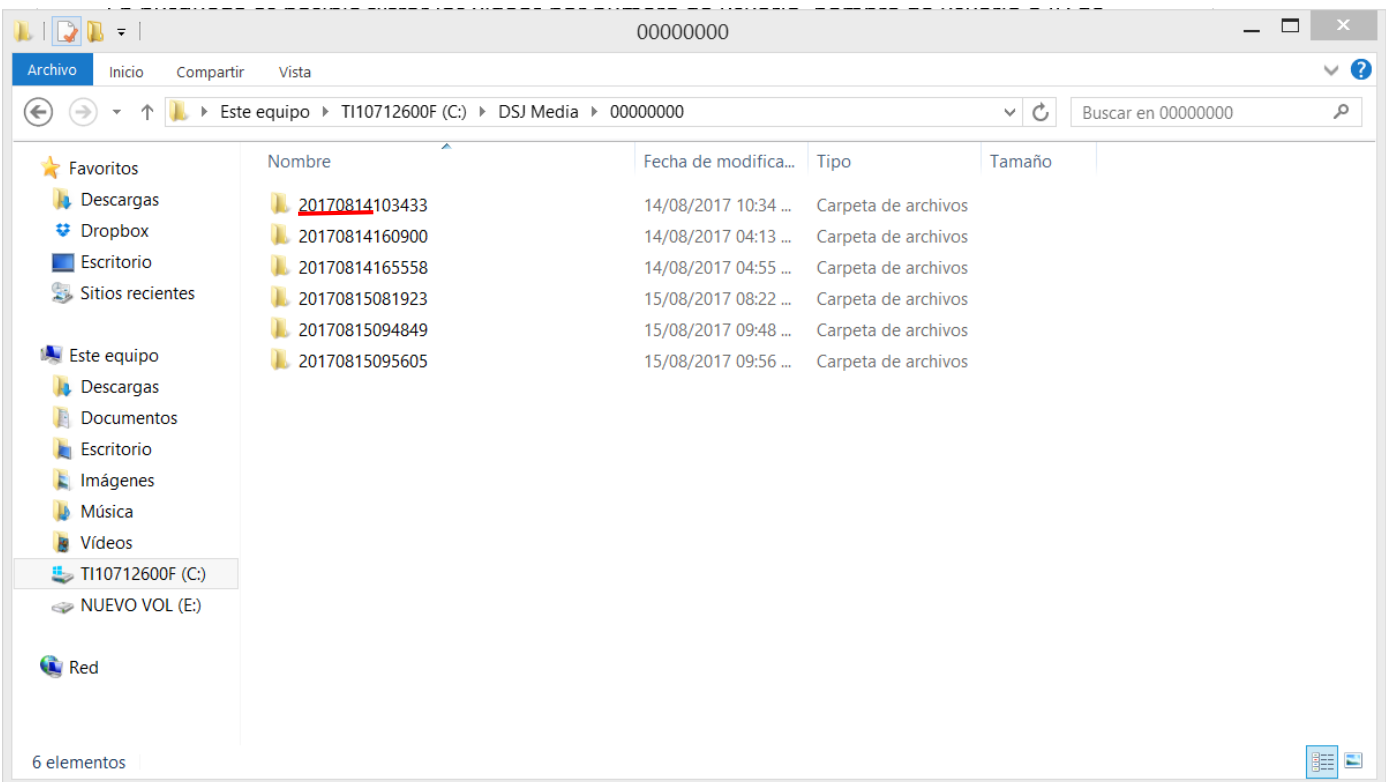 00000000
Archivo Inicio Compartir Vista
Este equipo TI10712600F (C:) DSJ Media 00000000 Buscar en 00000000
Favoritos
Descargas
Dropbox
Escritorio
Sitios recientes
Este equipo
Descargas
Documentos
Escritorio
Imágenes
Música
Vídeos
TI10712600F (C:)
NUEVO VOL (E:)
Red
Nombre Fecha de modifica... Tipo Tamaño
20170814103433 14/08/2017 10:34 ... Carpeta de archivos
20170814160900 14/08/2017 04:13 ... Carpeta de archivos
20170814165558 14/08/2017 04:55 ... Carpeta de archivos
20170815081923 15/08/2017 08:22 ... Carpeta de archivos
20170815094849 15/08/2017 09:48 ... Carpeta de archivos
20170815095605 15/08/2017 09:56 ... Carpeta de archivos
6 elementos